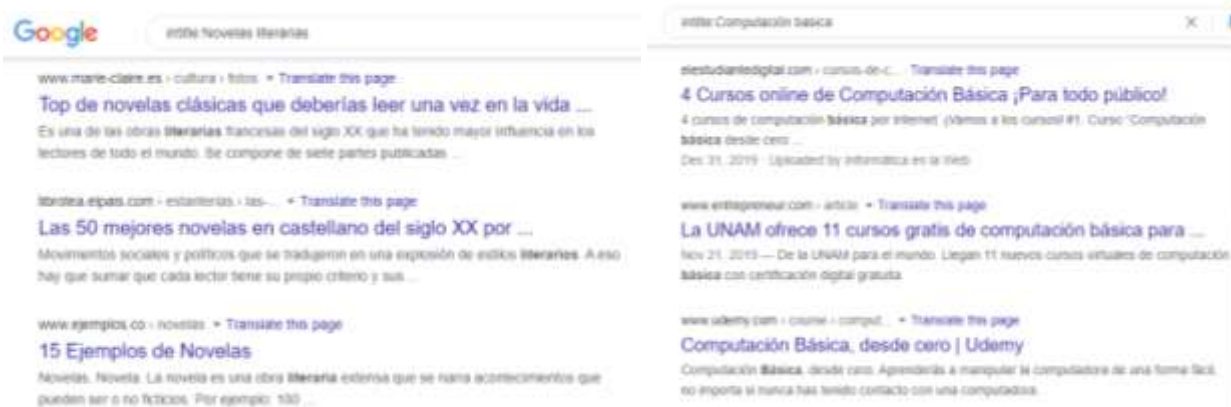 Google
intitle:Novelas literarias
www.marie-claire.es › cultura › fotos ▾ Translate this page
Top de novelas clásicas que deberías leer una vez en la vida ...
Es una de las obras literarias francesas del siglo XX que ha tenido mayor influencia en los
lectores de todo el mundo. Se compone de siete partes publicadas ...
librotea.elpais.com › estanterias › las-... ▾ Translate this page
Las 50 mejores novelas en castellano del siglo XX por ...
Movimientos sociales y políticos que se tradujeron en una explosión de estilos literarios. A eso
hay que sumar que cada lector tiene su propio criterio y sus ...
www.ejemplos.co › novelas ▾ Translate this page
15 Ejemplos de Novelas
Novelas. Novela. La novela es una obra literaria extensa que se narra acontecimientos que
pueden ser o no ficticios. Por ejemplo: 100 ...
intitle:Computación basica
elestudiantedigital.com › cursos-de-c... Translate this page
4 Cursos online de Computación Básica ¡Para todo público!
4 cursos de computación básica por internet ¡Vamos a los cursos! #1. Curso "Computación
básica desde cero ...
Dec 31, 2019 · Uploaded by Informática en la Web
www.entrepreneur.com › article ▾ Translate this page
La UNAM ofrece 11 cursos gratis de computación básica para ...
Nov 21, 2019 — De la UNAM para el mundo. Llegan 11 nuevos cursos virtuales de computación
básica con certificación digital gratuita.
www.udemy.com › course › comput... ▾ Translate this page
Computación Básica, desde cero | Udemy
Computación Básica, desde cero. Aprenderás a manipular la computadora de una forma fácil,
no importa si nunca has tenido contacto con una computadora.